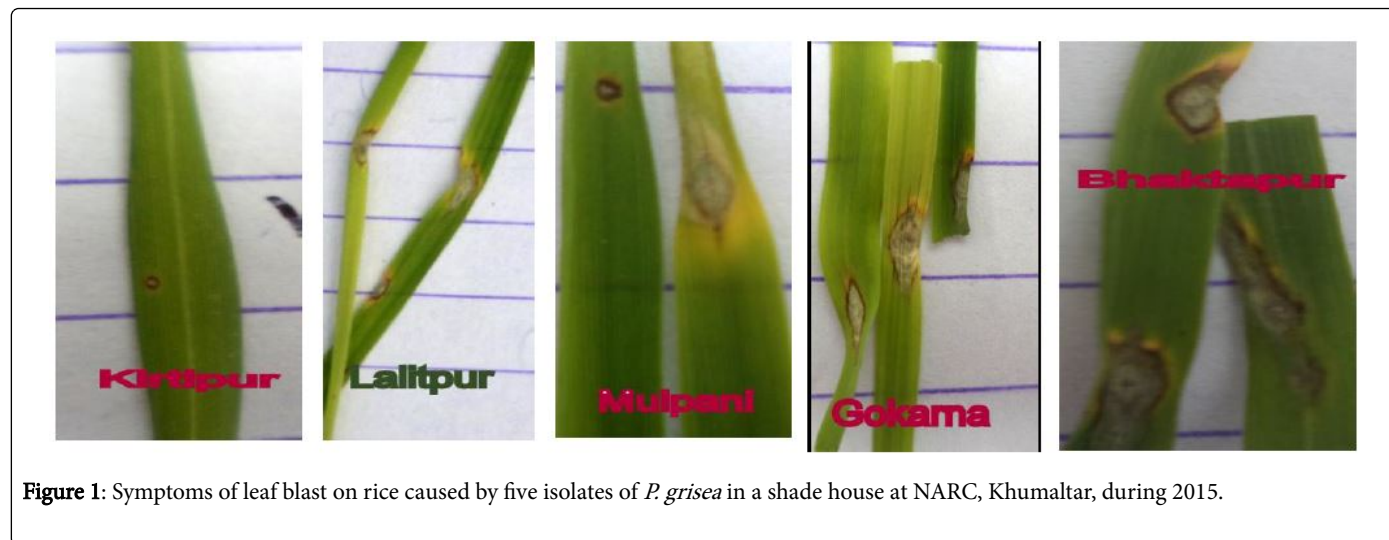 Kirtipur
Lalitpur
Mulpani
Gokarna
Bhaktapur
Figure 1: Symptoms of leaf blast on rice caused by five isolates of P. grisea in a shade house at NARC, Khumaltar, during 2015.